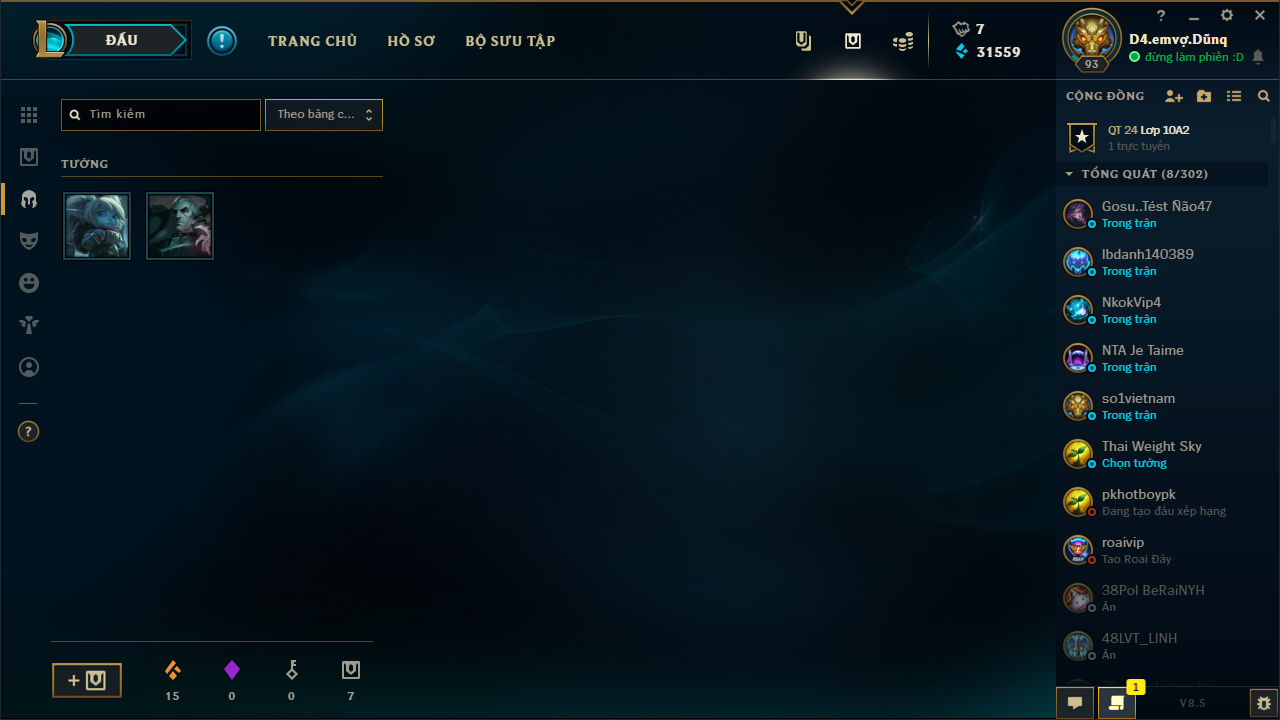 ĐẤU
TRANG CHỦ
HỒ SƠ
BỘ SƯU TẬP
7
31559
93
D4.emvợ.Dũnq
đừng làm phiền :D
Tìm kiếm
Theo bảng c...
TƯỚNG
15
0
0
7
CỘNG ĐỒNG
QT 24 Lơp 10A2
1 trực tuyến
TỔNG QUÁT (8/302)
Gosu..Tést Ñão47
Trong trận
lbdanh140389
Trong trận
NkokVip4
Trong trận
NTA Je Taime
Trong trận
so1vietnam
Trong trận
Thai Weight Sky
Chọn tướng
pkhotboypk
Đang tạo đấu xếp hạng
roaivip
Tao Roai Đây
38Pol BeRaiNYH
Ẩn
48LVT_LINH
Ẩn
1
V8.5